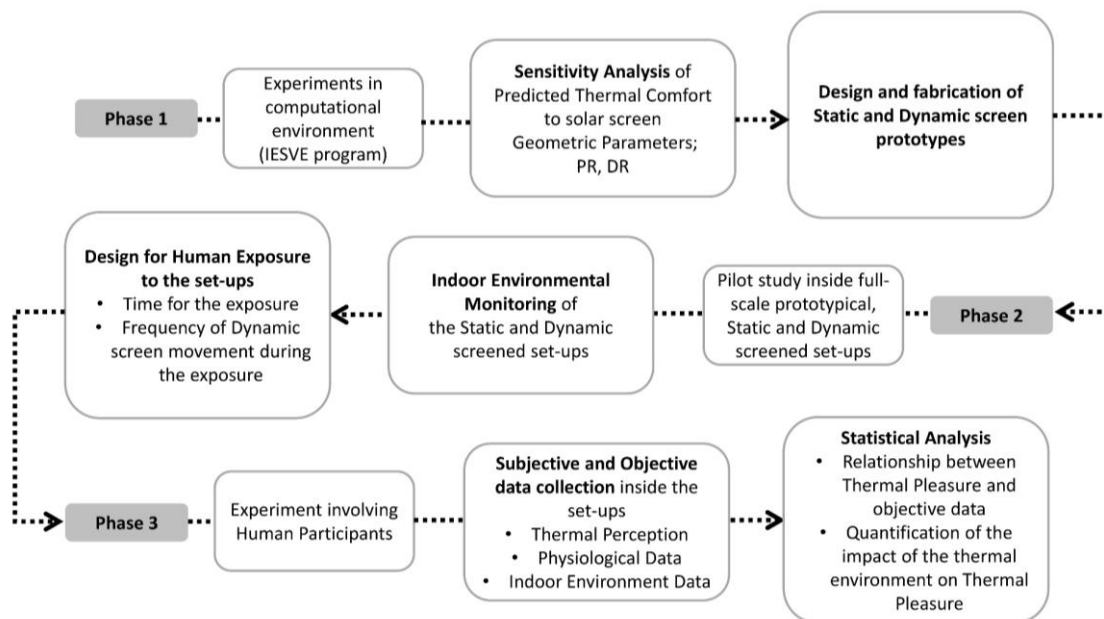 Phase 1
Experiments in
computational
environment
(IESVE program)
Sensitivity Analysis of
Predicted Thermal Comfort
to solar screen
Geometric Parameters;
PR, DR
Design and fabrication of
Static and Dynamic screen
prototypes
Phase 2
Pilot study inside full-
scale prototypical,
Static and Dynamic
screened set-ups
Indoor Environmental
Monitoring of
the Static and Dynamic
screened set-ups
Design for Human Exposure
to the set-ups
• Time for the exposure
• Frequency of Dynamic
screen movement during
the exposure
Phase 3
Experiment involving
Human Participants
Subjective and Objective
data collection inside the
set-ups
• Thermal Perception
• Physiological Data
• Indoor Environment Data
Statistical Analysis
• Relationship between
Thermal Pleasure and
objective data
• Quantification of the
impact of the thermal
environment on Thermal
Pleasure